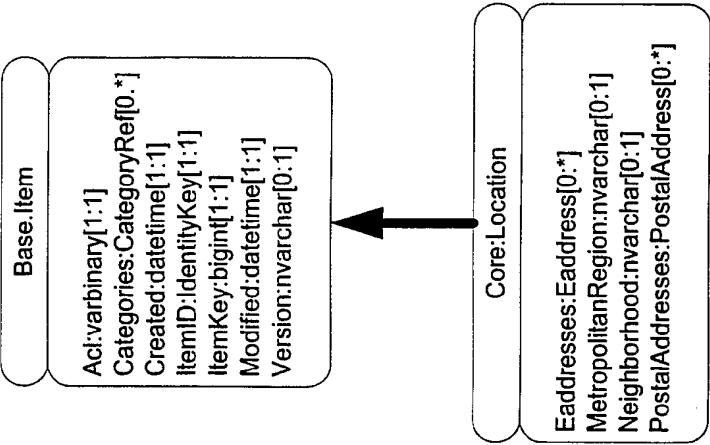 Base.Item
Acl:varbinary[1:1]
Categories:CategoryRef[0.*]
Created:datetime[1:1]
ItemID:IdentityKey[1:1]
ItemKey:bigint[1:1]
Modified:datetime[1:1]
Version:nvarchar[0:1]
Core:Location
Eaddresses:Eaddress[0:*]
MetropolitanRegion:nvarchar[0:1]
Neighborhood:nvarchar[0:1]
PostalAddresses:PostalAddress[0:*]